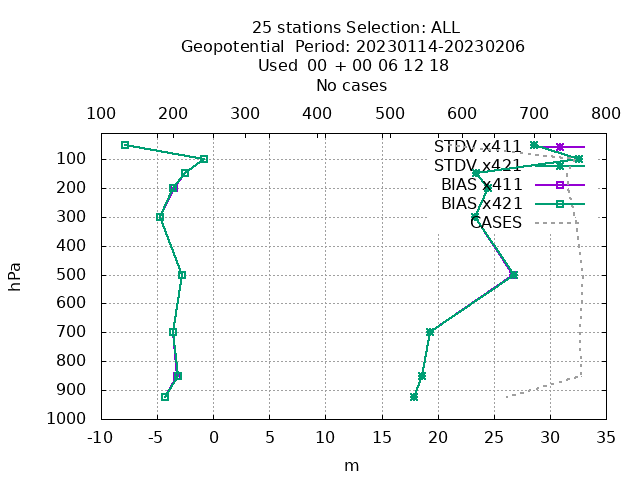 25 stations Selection: ALL
Geopotential  Period: 20230114-20230206
Used  00 + 00 06 12 18
No cases
100 200 300 400 500 600 700 800
STDV x411
STDV x421
BIAS x411
BIAS x421
CASES
hPa
100
200
300
400
500
600
700
800
900
1000
-10 -5 0 5 10 15 20 25 30 35
m